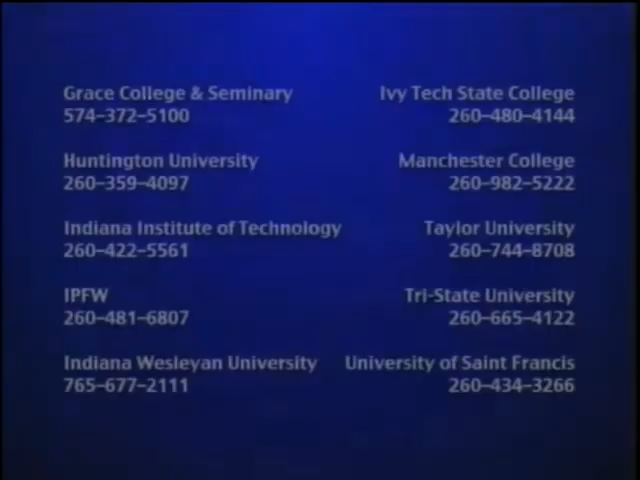 Grace College & Seminary
574-372-5100
Huntington University
260-359-4097
Indiana Institute of Technology
260-422-5561
IPFW
260-481-6807
Indiana Wesleyan University
765-677-2111
Ivy Tech State College
260-480-4144
Manchester College
260-982-5222
Taylor University
260-744-8708
Tri-State University
260-665-4122
University of Saint Francis
260-434-3266